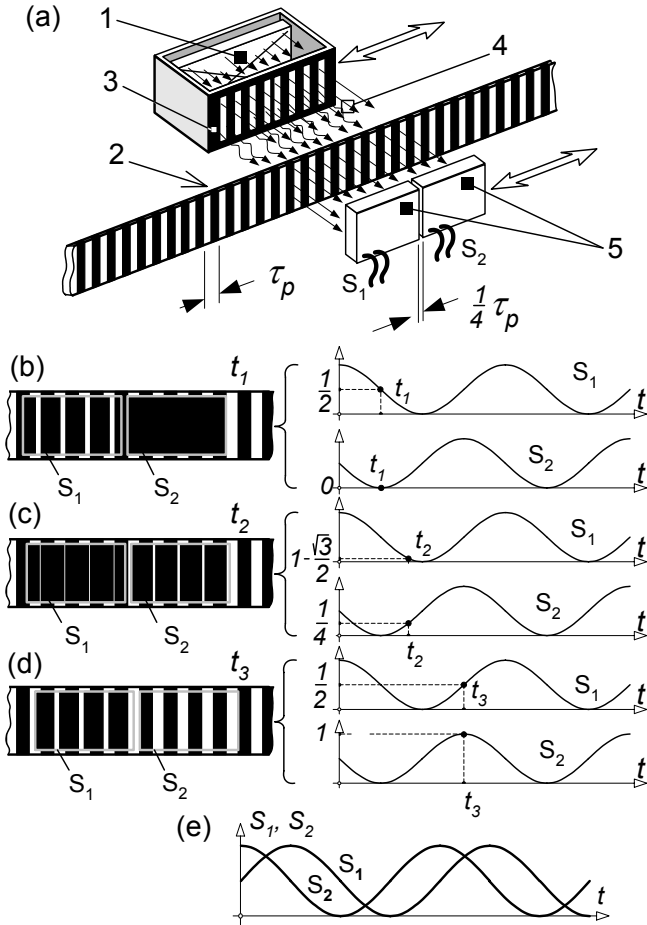 (a)
1
3
4
2
5
S1
S2
τp
1/4 τp
(b)
t1
S1
S2
1/2
t1
S1
t
0
t1
S2
t
(c)
t2
S1
S2
1-√3/2
t2
S1
t
1/4
t2
S2
t
(d)
t3
S1
S2
1/2
t3
S1
t
1
S2
t3
t
(e)
S1, S2
S1
S2
t